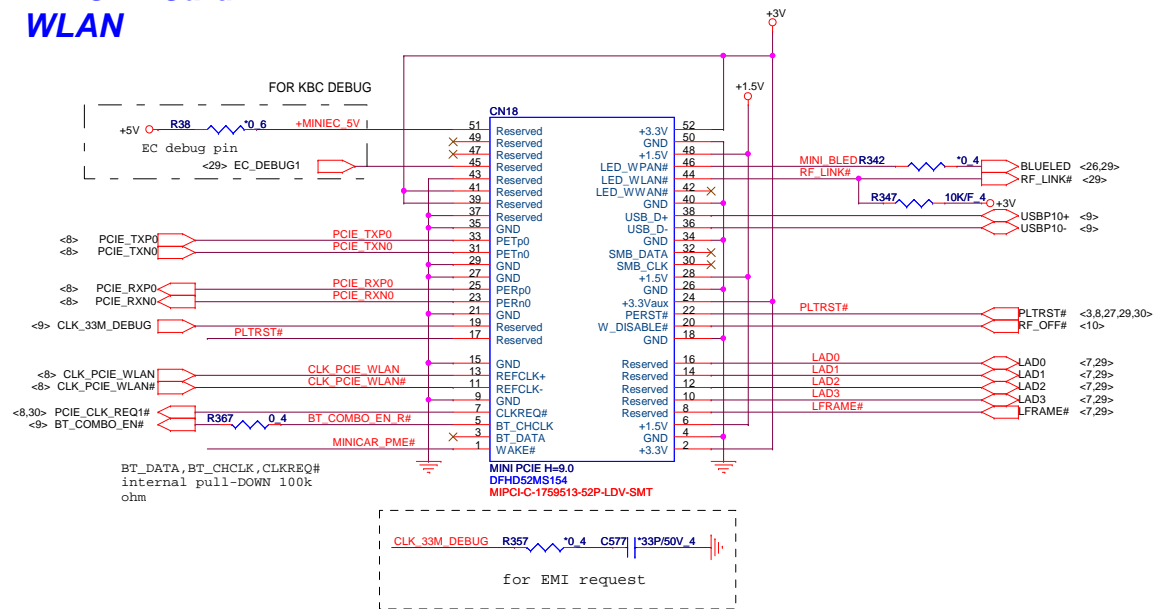 WLAN
+3V
+1.5V
FOR KBC DEBUG
+5V R38 *0_6 +MINIEC_5V
EC debug pin
<29> EC_DEBUG1
CN18
51 Reserved +3.3V 52
49 Reserved GND 50
47 Reserved +1.5V 48
45 Reserved LED_WPAN# 46 MINI_BLED R342 *0_4 BLUELED <26,29>
43 Reserved LED_WLAN# 44 RF_LINK# RF_LINK# <29>
41 Reserved LED_WWAN# 42
39 Reserved GND 40 R347 10K/F_4 +3V
37 Reserved USB_D+ 38 USBP10+ <9>
35 GND USB_D- 36 USBP10- <9>
<8> PCIE_TXP0 PCIE_TXP0 33 PETp0 GND 34
<8> PCIE_TXN0 PCIE_TXN0 31 PETn0 SMB_DATA 32
29 GND SMB_CLK 30
27 GND +1.5V 28
<8> PCIE_RXP0 PCIE_RXP0 25 PERp0 GND 26
<8> PCIE_RXN0 PCIE_RXN0 23 PERn0 +3.3Vaux 24
21 GND PERST# 22 PLTRST# PLTRST# <3,8,27,29,30>
<9> CLK_33M_DEBUG 19 Reserved W_DISABLE# 20 RF_OFF# <10>
PLTRST# 17 Reserved GND 18
15 GND Reserved 16 LAD0 LAD0 <7,29>
<8> CLK_PCIE_WLAN CLK_PCIE_WLAN 13 REFCLK+ Reserved 14 LAD1 LAD1 <7,29>
<8> CLK_PCIE_WLAN# CLK_PCIE_WLAN# 11 REFCLK- Reserved 12 LAD2 LAD2 <7,29>
9 GND Reserved 10 LAD3 LAD3 <7,29>
<8,30> PCIE_CLK_REQ1# 7 CLKREQ# Reserved 8 LFRAME# LFRAME# <7,29>
<9> BT_COMBO_EN# R367 0_4 BT_COMBO_EN_R# 5 BT_CHCLK +1.5V 6
3 BT_DATA GND 4
MINICAR_PME# 1 WAKE# +3.3V 2
BT_DATA,BT_CHCLK,CLKREQ#
internal pull-DOWN 100k
ohm
MINI PCIE H=9.0
DFHD52MS154
MIPCI-C-1759513-52P-LDV-SMT
CLK_33M_DEBUG R357 *0_4 C577 *33P/50V_4
for EMI request